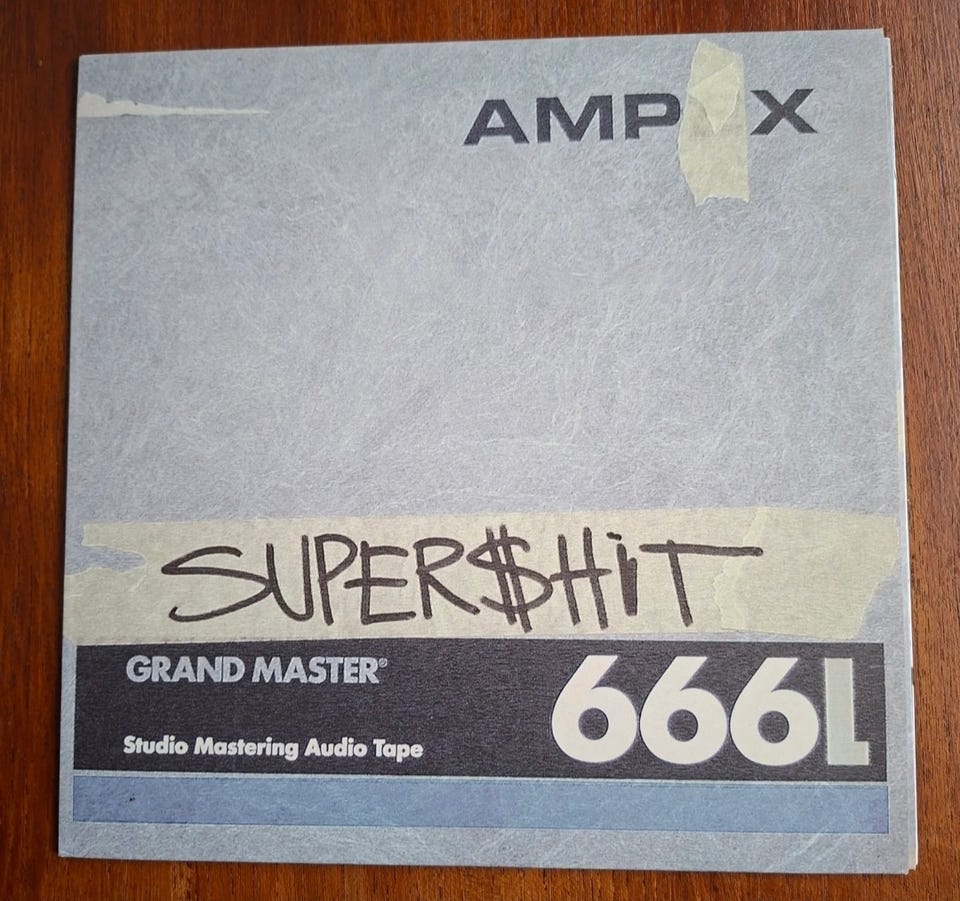 AMP X
SUPER$HiT
GRAND MASTER®
666L
Studio Mastering Audio Tape